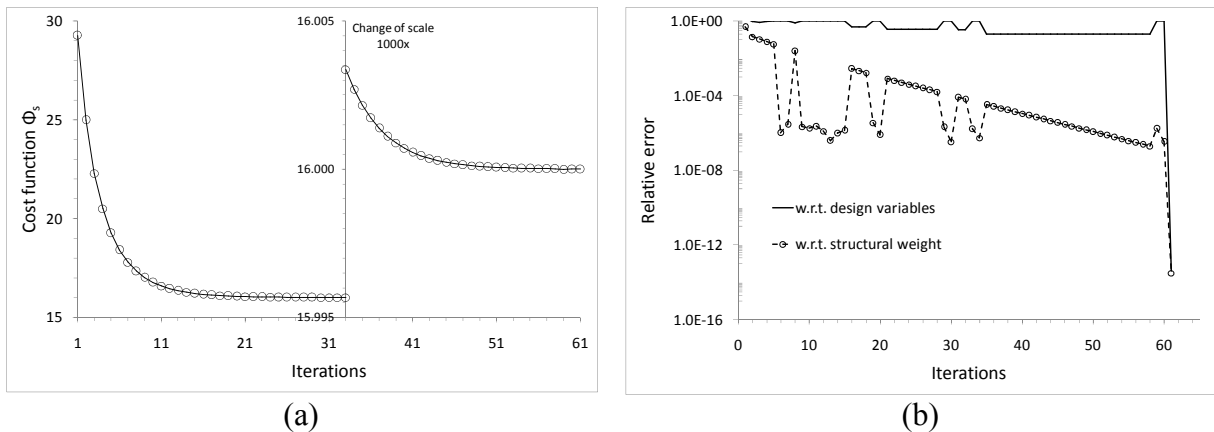 30
25
20
15
Cost function Φs
16.005
16.000
15.995
Change of scale
1000x
1 11 21 31 41 51 61
Iterations
(a)
1.0E+00
1.0E-04
1.0E-08
1.0E-12
1.0E-16
Relative error
w.r.t. design variables
w.r.t. structural weight
0 10 20 30 40 50 60
Iterations
(b)